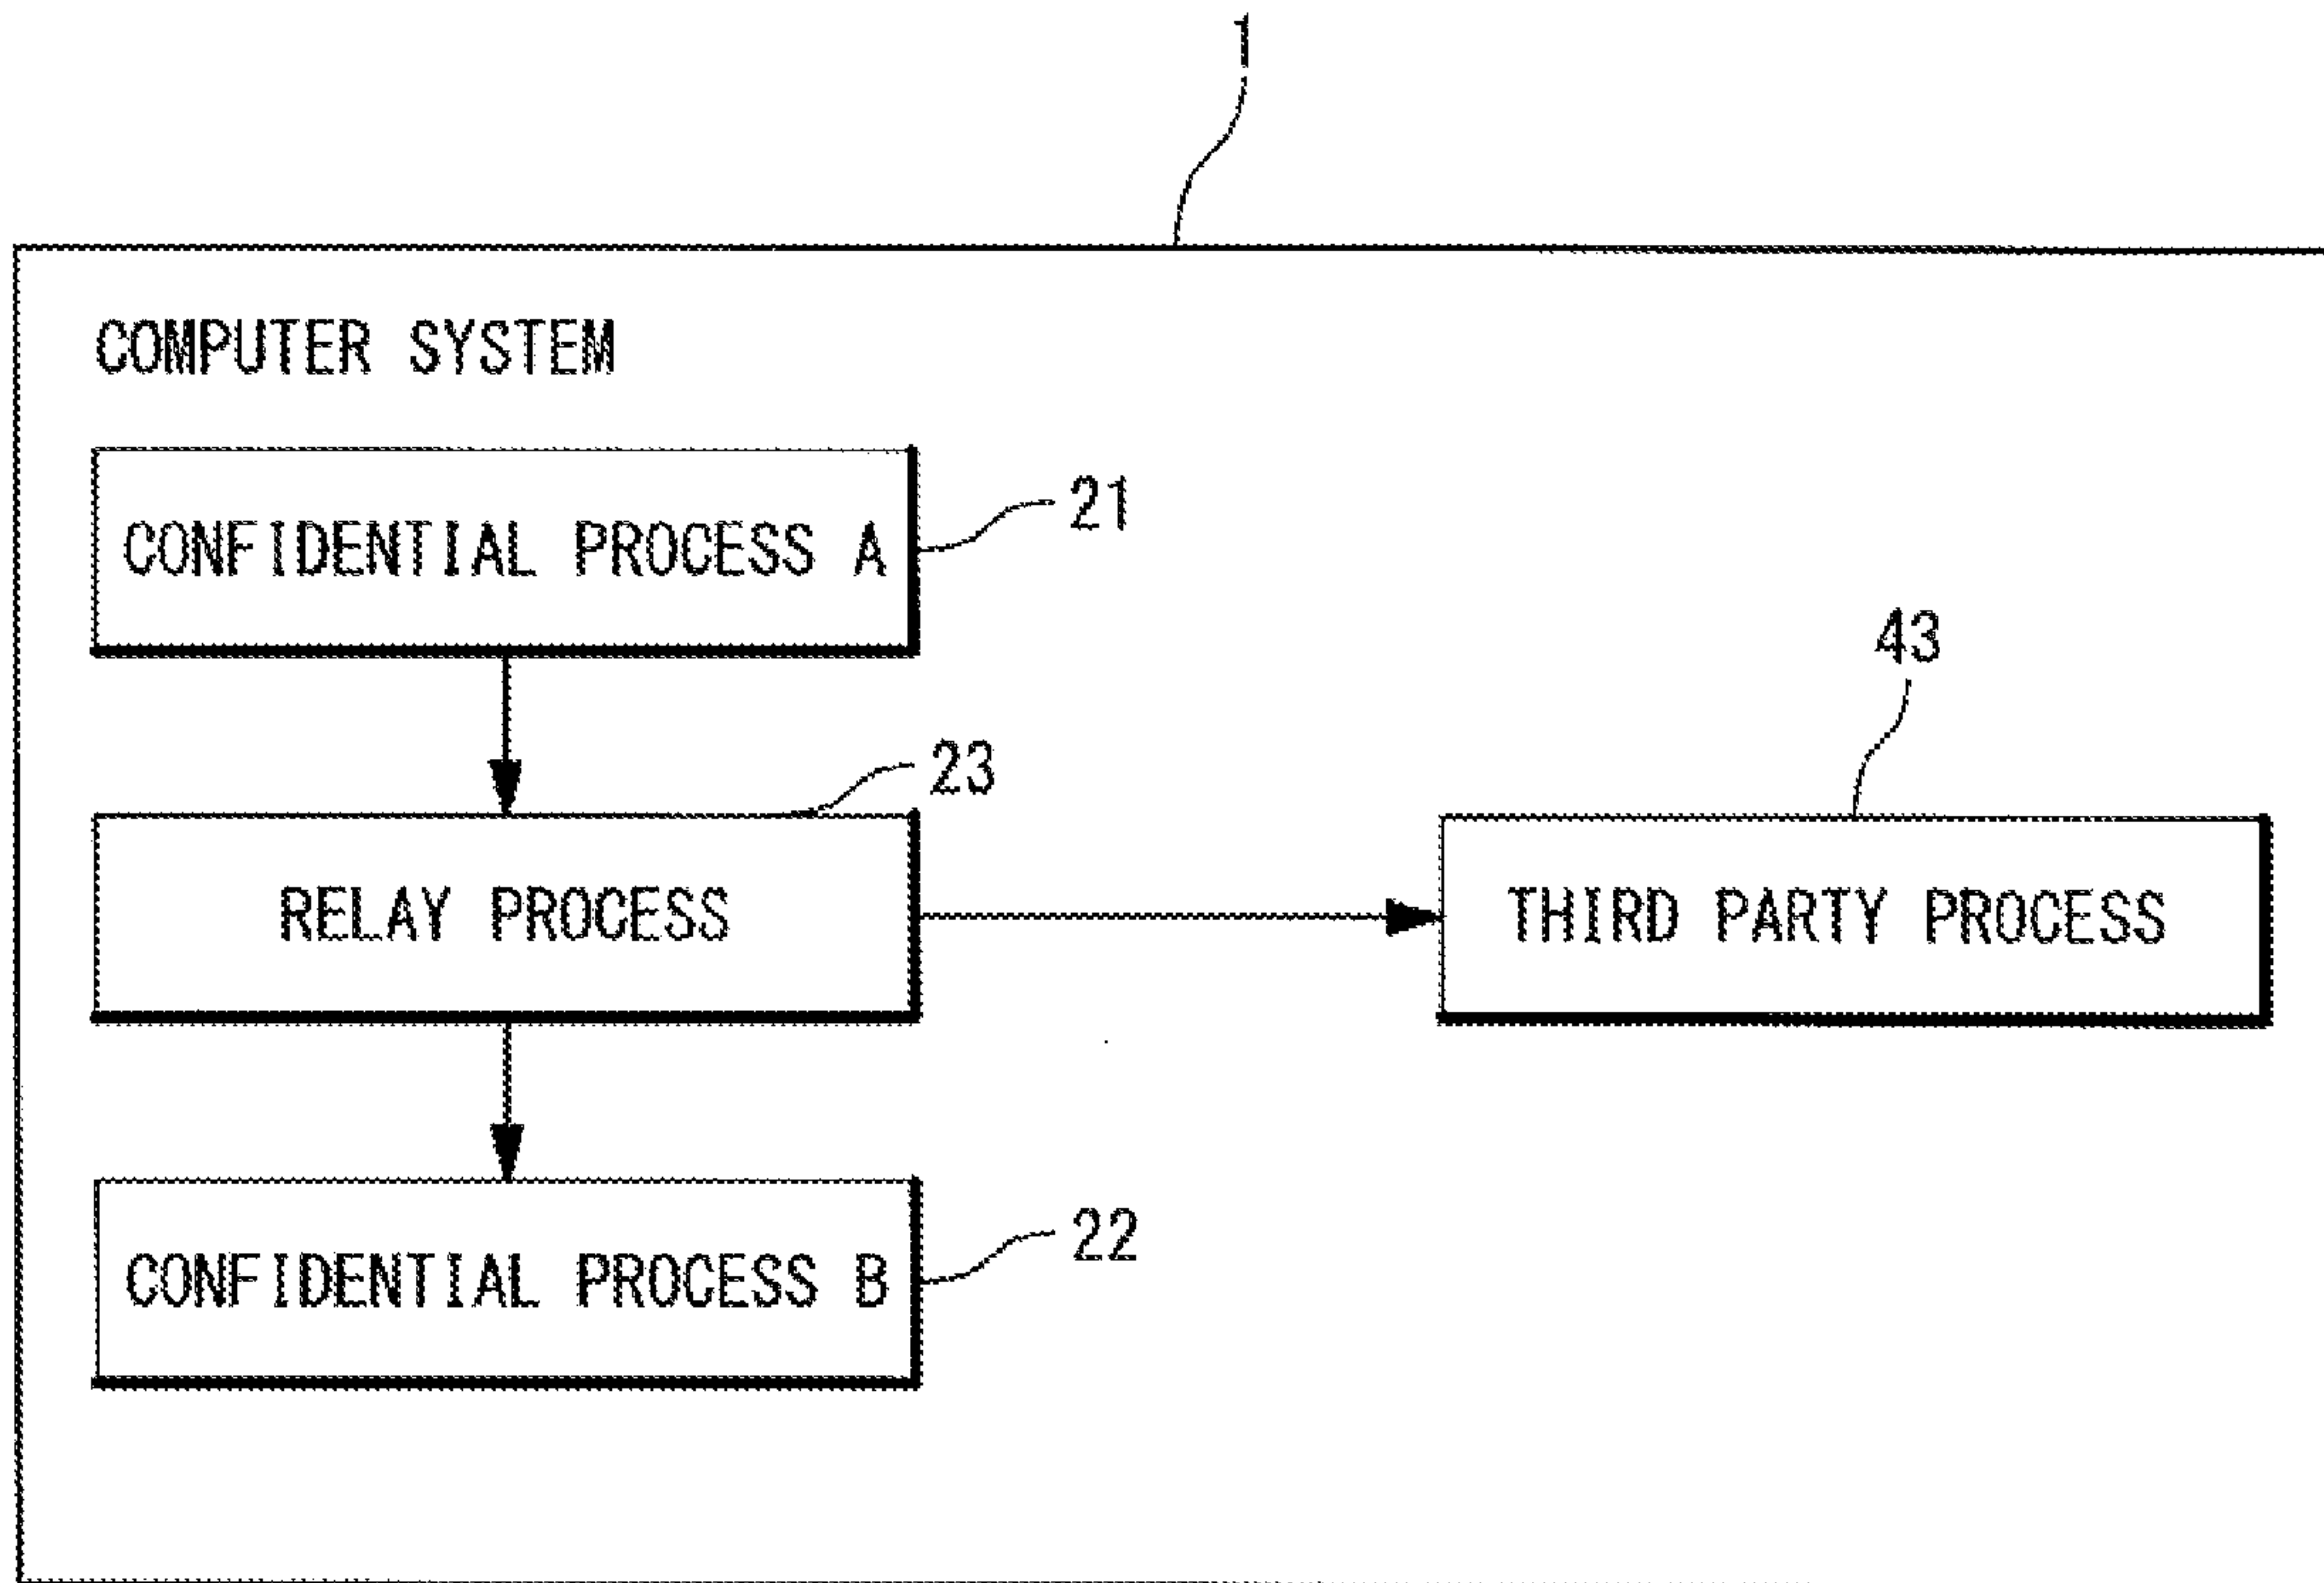 1
COMPUTER SYSTEM
CONFIDENTIAL PROCESS A
21
43
23
RELAY PROCESS
THIRD PARTY PROCESS
CONFIDENTIAL PROCESS B
22